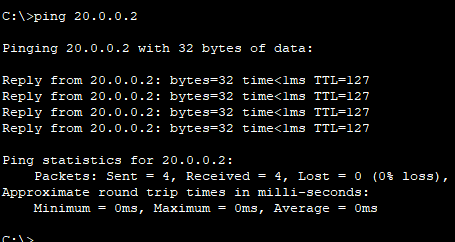 C:\>ping 20.0.0.2
Pinging 20.0.0.2 with 32 bytes of data:
Reply from 20.0.0.2: bytes=32 time<1ms TTL=127
Reply from 20.0.0.2: bytes=32 time<1ms TTL=127
Reply from 20.0.0.2: bytes=32 time<1ms TTL=127
Reply from 20.0.0.2: bytes=32 time<1ms TTL=127
Ping statistics for 20.0.0.2:
    Packets: Sent = 4, Received = 4, Lost = 0 (0% loss),
Approximate round trip times in milli-seconds:
    Minimum = 0ms, Maximum = 0ms, Average = 0ms
C:\>